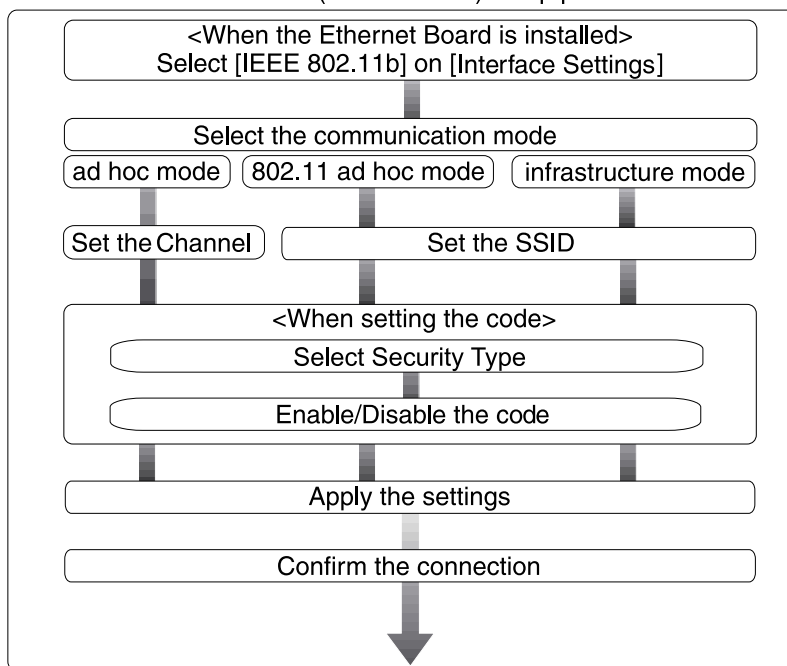 <When the Ethernet Board is installed>
Select [IEEE 802.11b] on [Interface Settings]
Select the communication mode
ad hoc mode
802.11 ad hoc mode
infrastructure mode
Set the Channel
Set the SSID
<When setting the code>
Select Security Type
Enable/Disable the code
Apply the settings
Confirm the connection